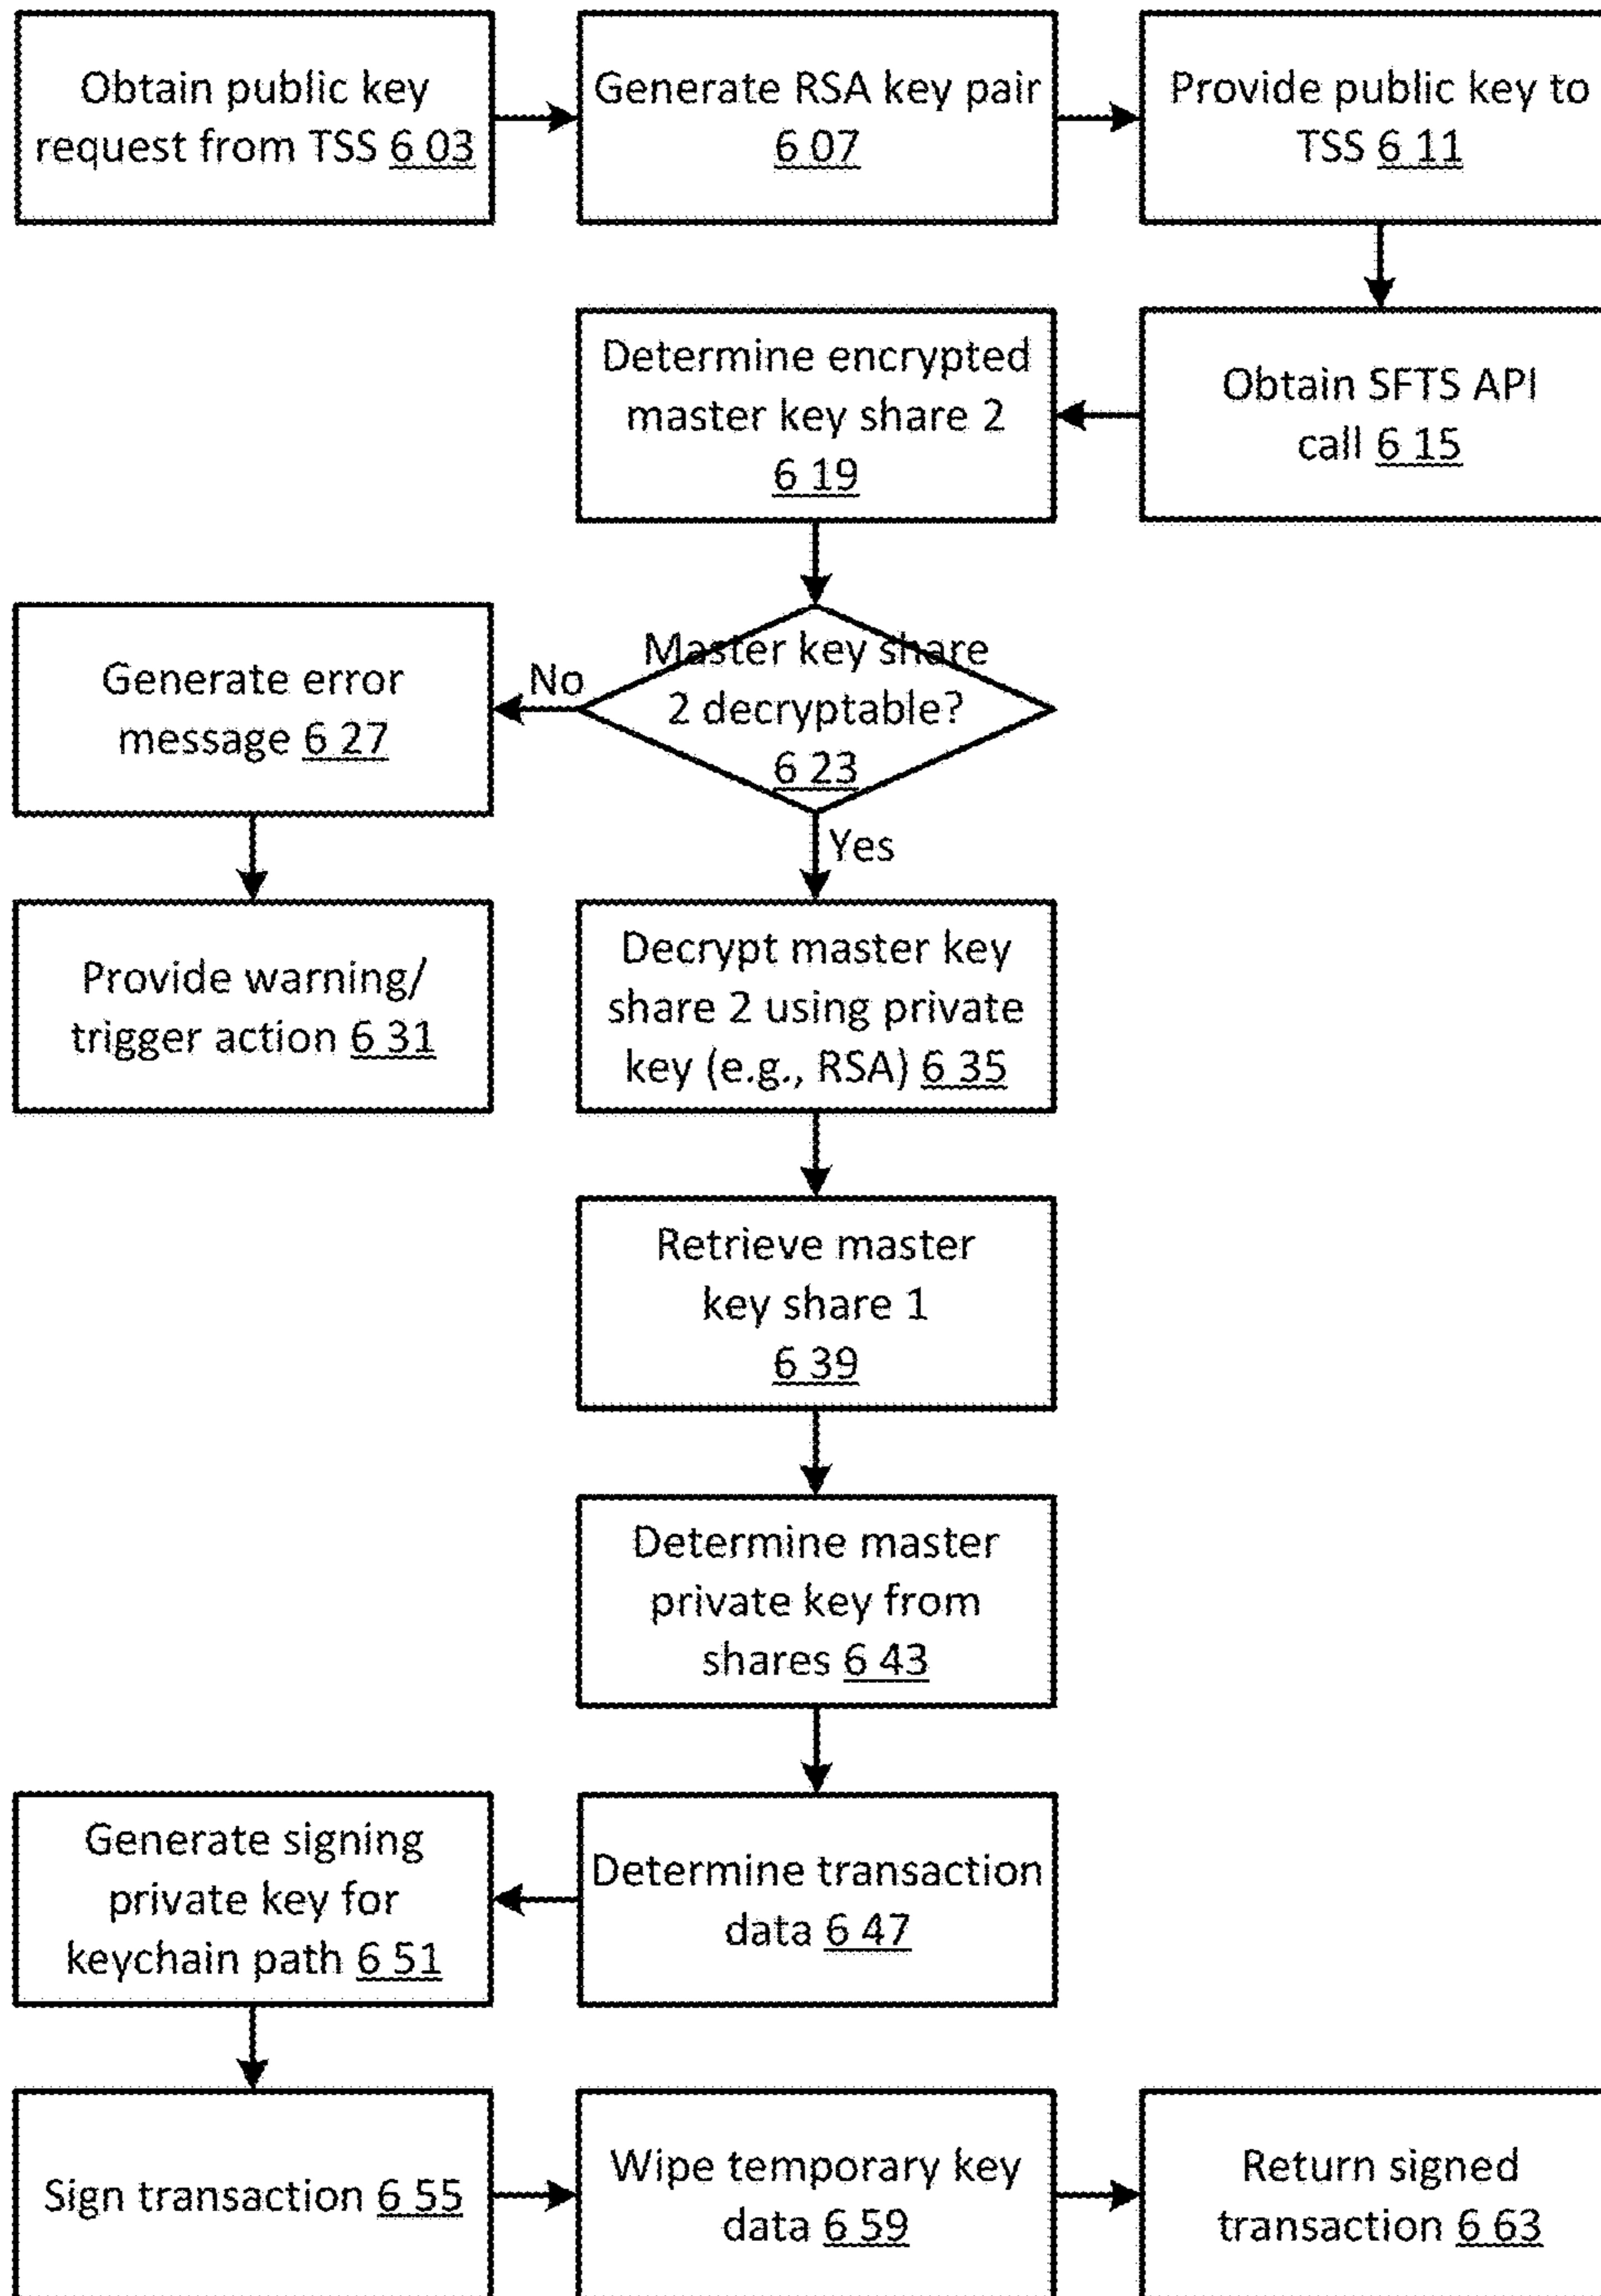 Obtain public key
request from TSS 6 03
Generate RSA key pair
6 07
Provide public key to
TSS 6 11
Obtain SFTS API
call 6 15
Determine encrypted
master key share 2
6 19
Master key share
2 decryptable?
6 23
No
Generate error
message 6 27
Provide warning/
trigger action 6 31
Yes
Decrypt master key
share 2 using private
key (e.g., RSA) 6 35
Retrieve master
key share 1
6 39
Determine master
private key from
shares 6 43
Determine transaction
data 6 47
Generate signing
private key for
keychain path 6 51
Sign transaction 6 55
Wipe temporary key
data 6 59
Return signed
transaction 6 63